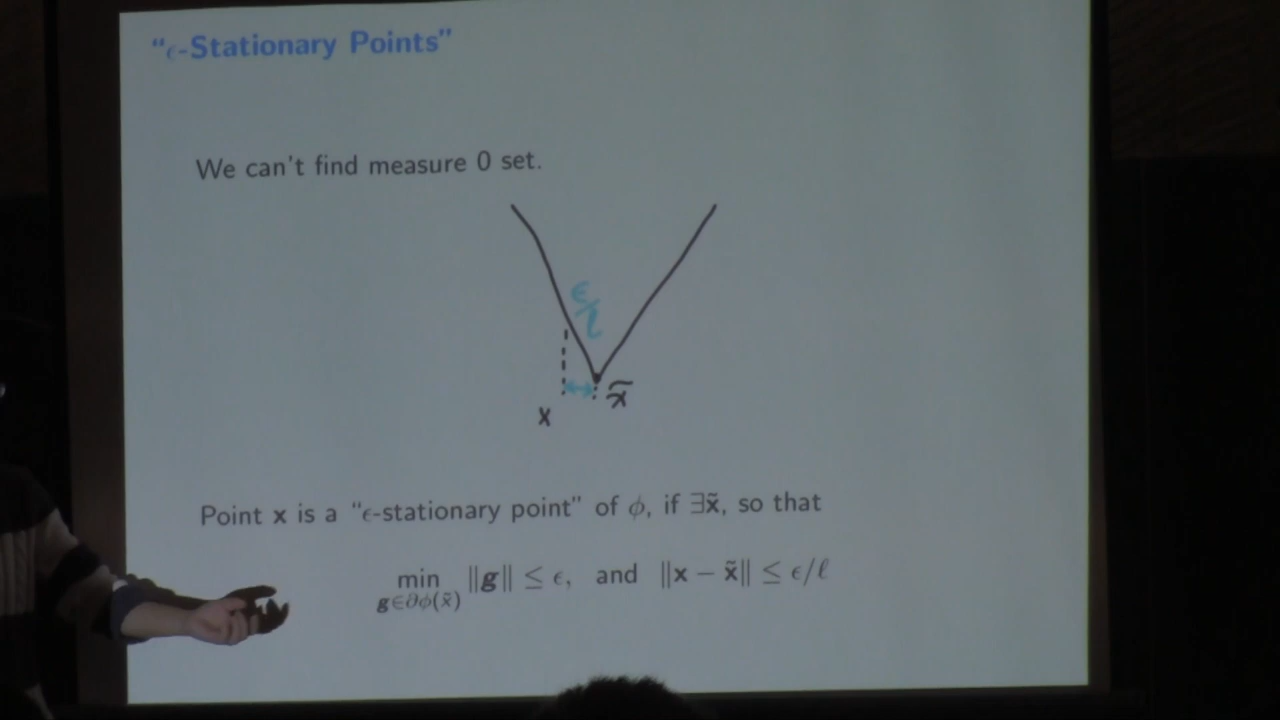 “ϵ-Stationary Points”
We can't find measure 0 set.
ϵ/ℓ
x x̃
Point x is a “ϵ-stationary point” of ϕ, if ∃x̃, so that
min ‖g‖ ≤ ϵ, and ‖x − x̃‖ ≤ ϵ/ℓ
g∈∂ϕ(x̃)